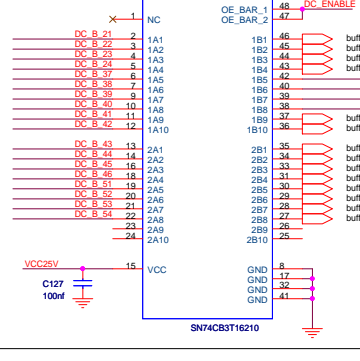 OE_BAR_1 48 DC_ENABLE
OE_BAR_2 47
1 NC
DC_B_21 2 1A1 1B1 46 buff
DC_B_22 3 1A2 1B2 45 buff
DC_B_23 4 1A3 1B3 44 buff
DC_B_24 5 1A4 1B4 43 buff
DC_B_37 6 1A5 1B5 42
DC_B_38 7 1A6 1B6 40
DC_B_39 9 1A7 1B7 39
DC_B_40 10 1A8 1B8 38
DC_B_41 11 1A9 1B9 37 buff
DC_B_42 12 1A10 1B10 36 buff
DC_B_43 13 2A1 2B1 35 buff
DC_B_44 14 2A2 2B2 34 buff
DC_B_45 16 2A3 2B3 33 buff
DC_B_46 18 2A4 2B4 31 buff
DC_B_51 19 2A5 2B5 30 buff
DC_B_52 20 2A6 2B6 29 buff
DC_B_53 21 2A7 2B7 28 buff
DC_B_54 22 2A8 2B8 27 buff
23 2A9 2B9 26
24 2A10 2B10 25
VCC25V 15 VCC GND 8
GND 17
GND 32
GND 41
C127
100nf
SN74CB3T16210